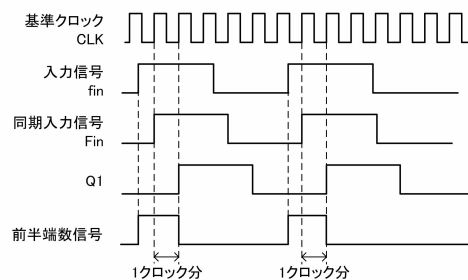 基準クロック
CLK
入力信号
fin
同期入力信号
Fin
Q1
前半端数信号
1クロック分 1クロック分